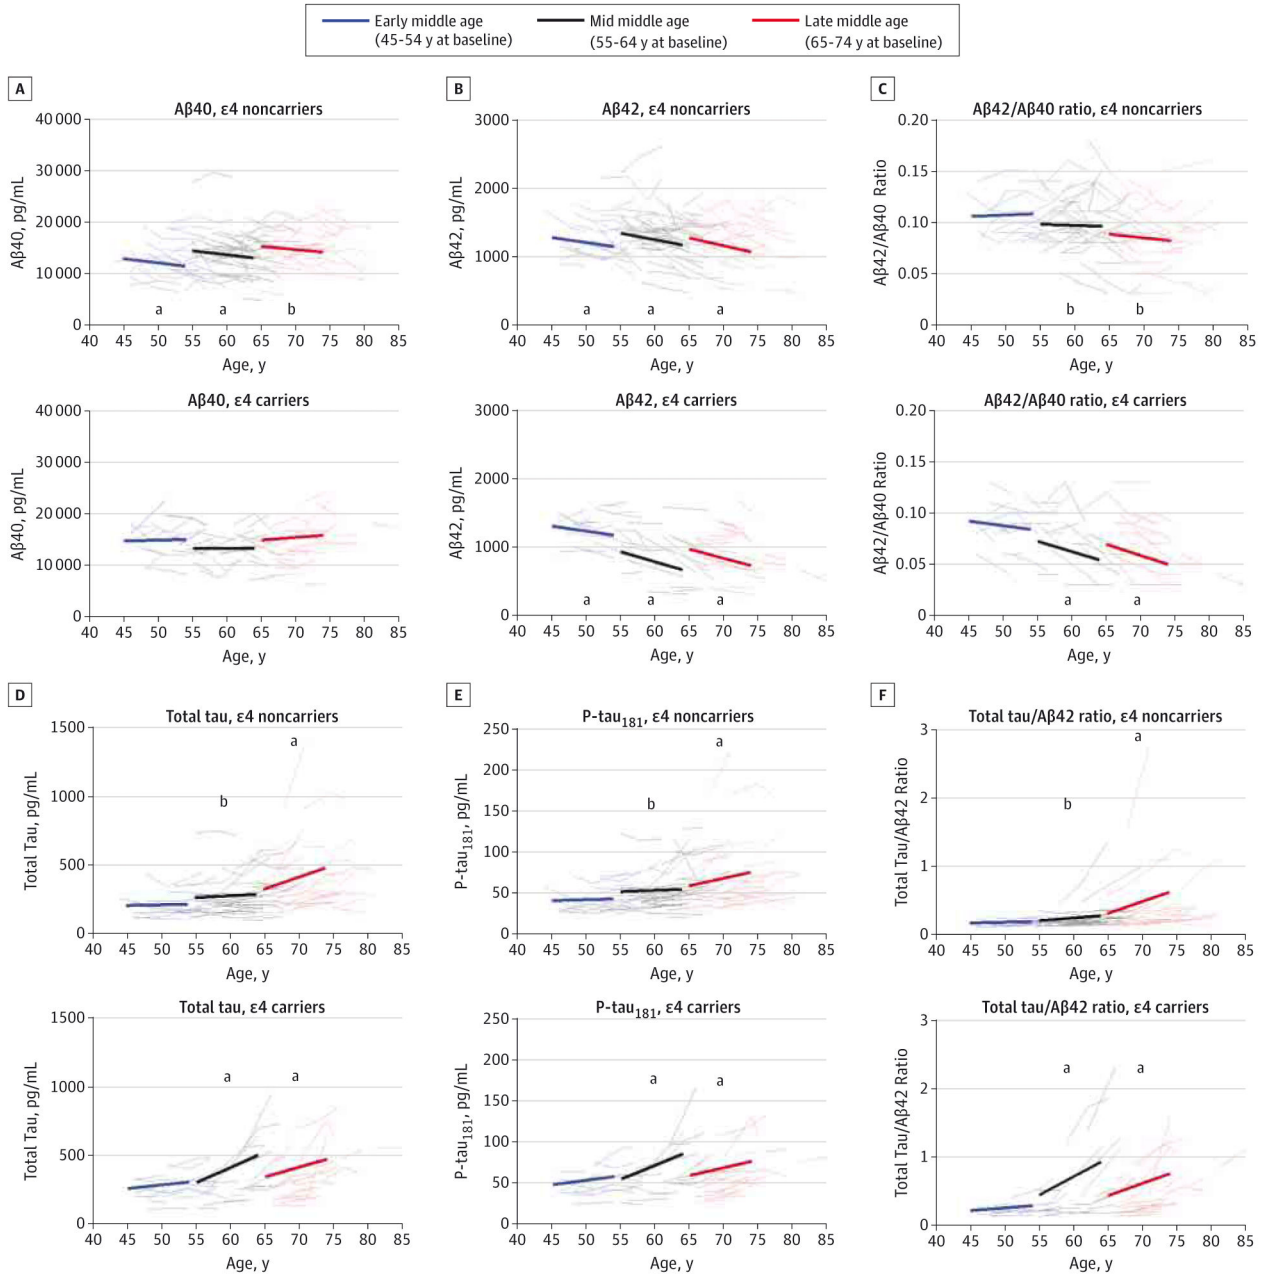 Early middle age
(45-54 y at baseline)
Mid middle age
(55-64 y at baseline)
Late middle age
(65-74 y at baseline)
A
Aβ40, ε4 noncarriers
Aβ40, pg/mL
40 000
30 000
20 000
10 000
0
a a b
40 45 50 55 60 65 70 75 80 85
Age, y
Aβ40, ε4 carriers
Aβ40, pg/mL
40 000
30 000
20 000
10 000
0
40 45 50 55 60 65 70 75 80 85
Age, y
B
Aβ42, ε4 noncarriers
Aβ42, pg/mL
3000
2000
1000
0
a a a
40 45 50 55 60 65 70 75 80 85
Age, y
Aβ42, ε4 carriers
Aβ42, pg/mL
3000
2000
1000
0
a a a
40 45 50 55 60 65 70 75 80 85
Age, y
C
Aβ42/Aβ40 ratio, ε4 noncarriers
Aβ42/Aβ40 Ratio
0.20
0.15
0.10
0.05
0
b b
40 45 50 55 60 65 70 75 80 85
Age, y
Aβ42/Aβ40 ratio, ε4 carriers
Aβ42/Aβ40 Ratio
0.20
0.15
0.10
0.05
0
a a
40 45 50 55 60 65 70 75 80 85
Age, y
D
Total tau, ε4 noncarriers
Total Tau, pg/mL
1500
1000
500
0
a
b
40 45 50 55 60 65 70 75 80 85
Age, y
Total tau, ε4 carriers
Total Tau, pg/mL
1500
1000
500
0
a a
40 45 50 55 60 65 70 75 80 85
Age, y
E
P-tau181, ε4 noncarriers
P-tau181, pg/mL
250
200
150
100
50
0
a
b
40 45 50 55 60 65 70 75 80 85
Age, y
P-tau181, ε4 carriers
P-tau181, pg/mL
250
200
150
100
50
0
a a
40 45 50 55 60 65 70 75 80 85
Age, y
F
Total tau/Aβ42 ratio, ε4 noncarriers
Total Tau/Aβ42 Ratio
3
2
1
0
a
b
40 45 50 55 60 65 70 75 80 85
Age, y
Total tau/Aβ42 ratio, ε4 carriers
Total Tau/Aβ42 Ratio
3
2
1
0
a a
40 45 50 55 60 65 70 75 80 85
Age, y